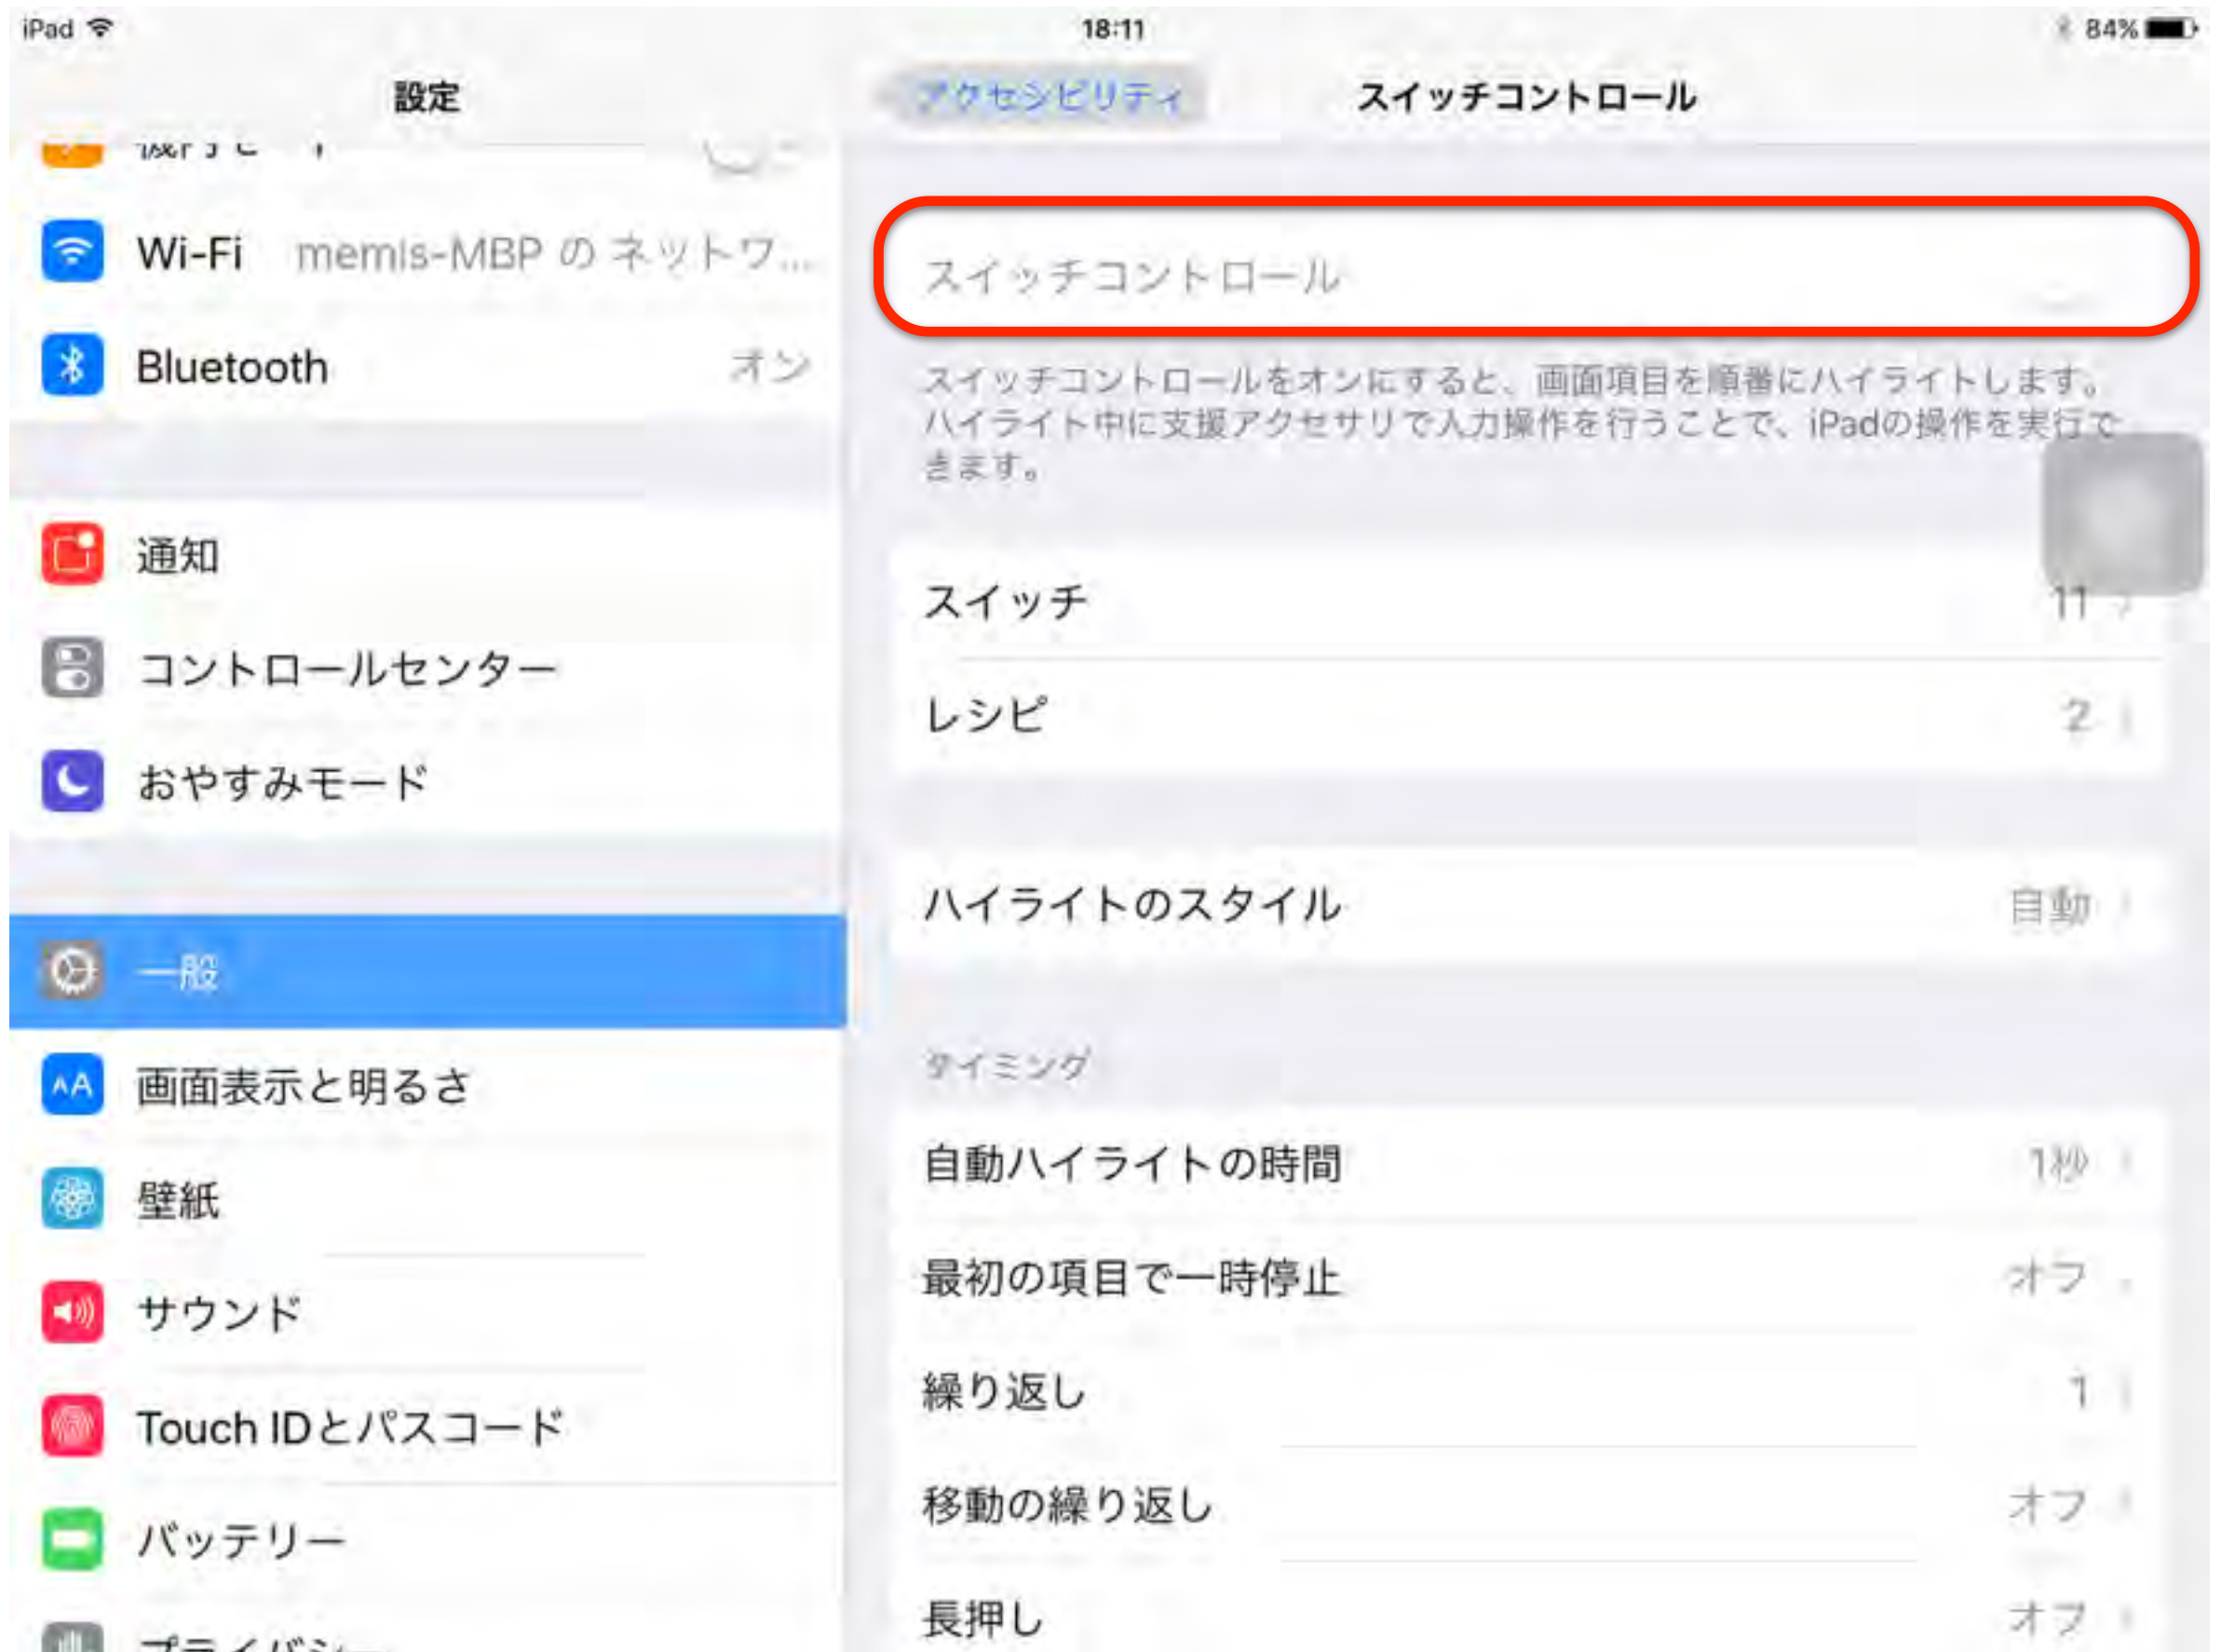 iPad
18:11
84%
設定
アクセシビリティ
スイッチコントロール
Wi-Fi memis-MBP の ネットワ...
Bluetooth オン
通知
コントロールセンター
おやすみモード
一般
画面表示と明るさ
壁紙
サウンド
Touch IDとパスコード
バッテリー
プライバシー
スイッチコントロール
スイッチコントロールをオンにすると、画面項目を順番にハイライトします。
ハイライト中に支援アクセサリで入力操作を行うことで、iPadの操作を実行で
きます。
スイッチ 11
レシピ 2
ハイライトのスタイル 自動
タイミング
自動ハイライトの時間 1秒
最初の項目で一時停止 オフ
繰り返し 1
移動の繰り返し オフ
長押し オフ